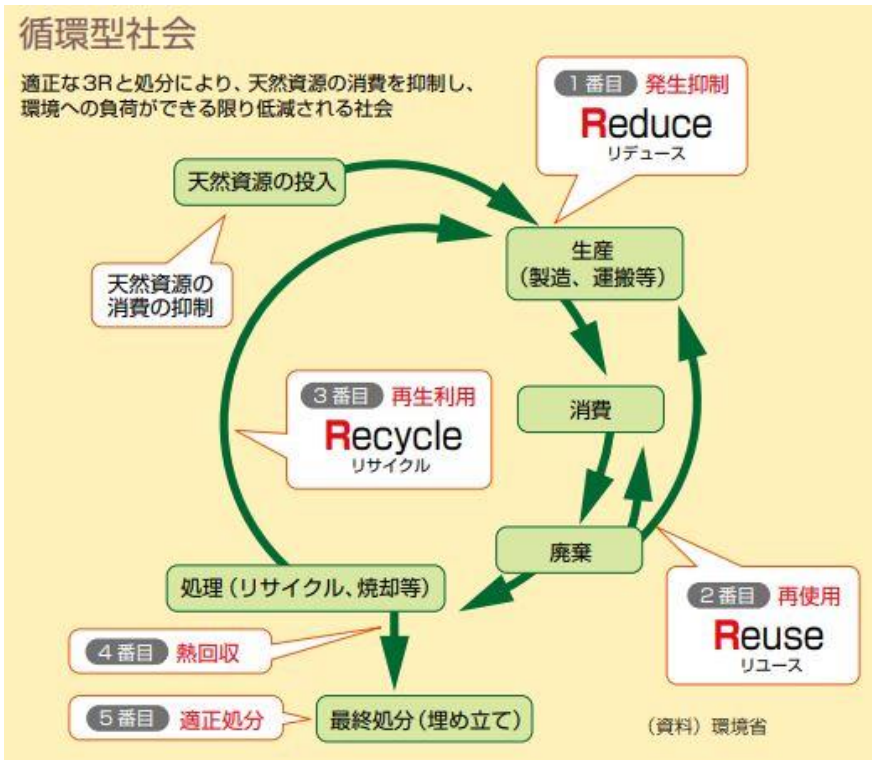 循環型社会
適正な3Rと処分により、天然資源の消費を抑制し、
環境への負荷ができる限り低減される社会
1番目 発生抑制
Reduce
リデュース
天然資源の投入
天然資源の
消費の抑制
生産
（製造、運搬等）
3番目 再生利用
Recycle
リサイクル
消費
廃棄
処理（リサイクル、焼却等）
2番目 再使用
Reuse
リユース
4番目 熱回収
5番目 適正処分
最終処分（埋め立て）
（資料）環境省